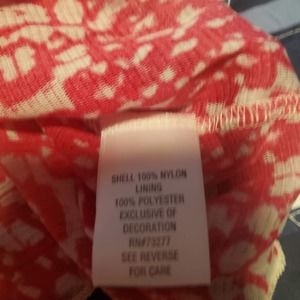 SHELL 100% NYLON
LINING
100% POLYESTER
EXCLUSIVE OF
DECORATION
RN#73277
SEE REVERSE
FOR CARE